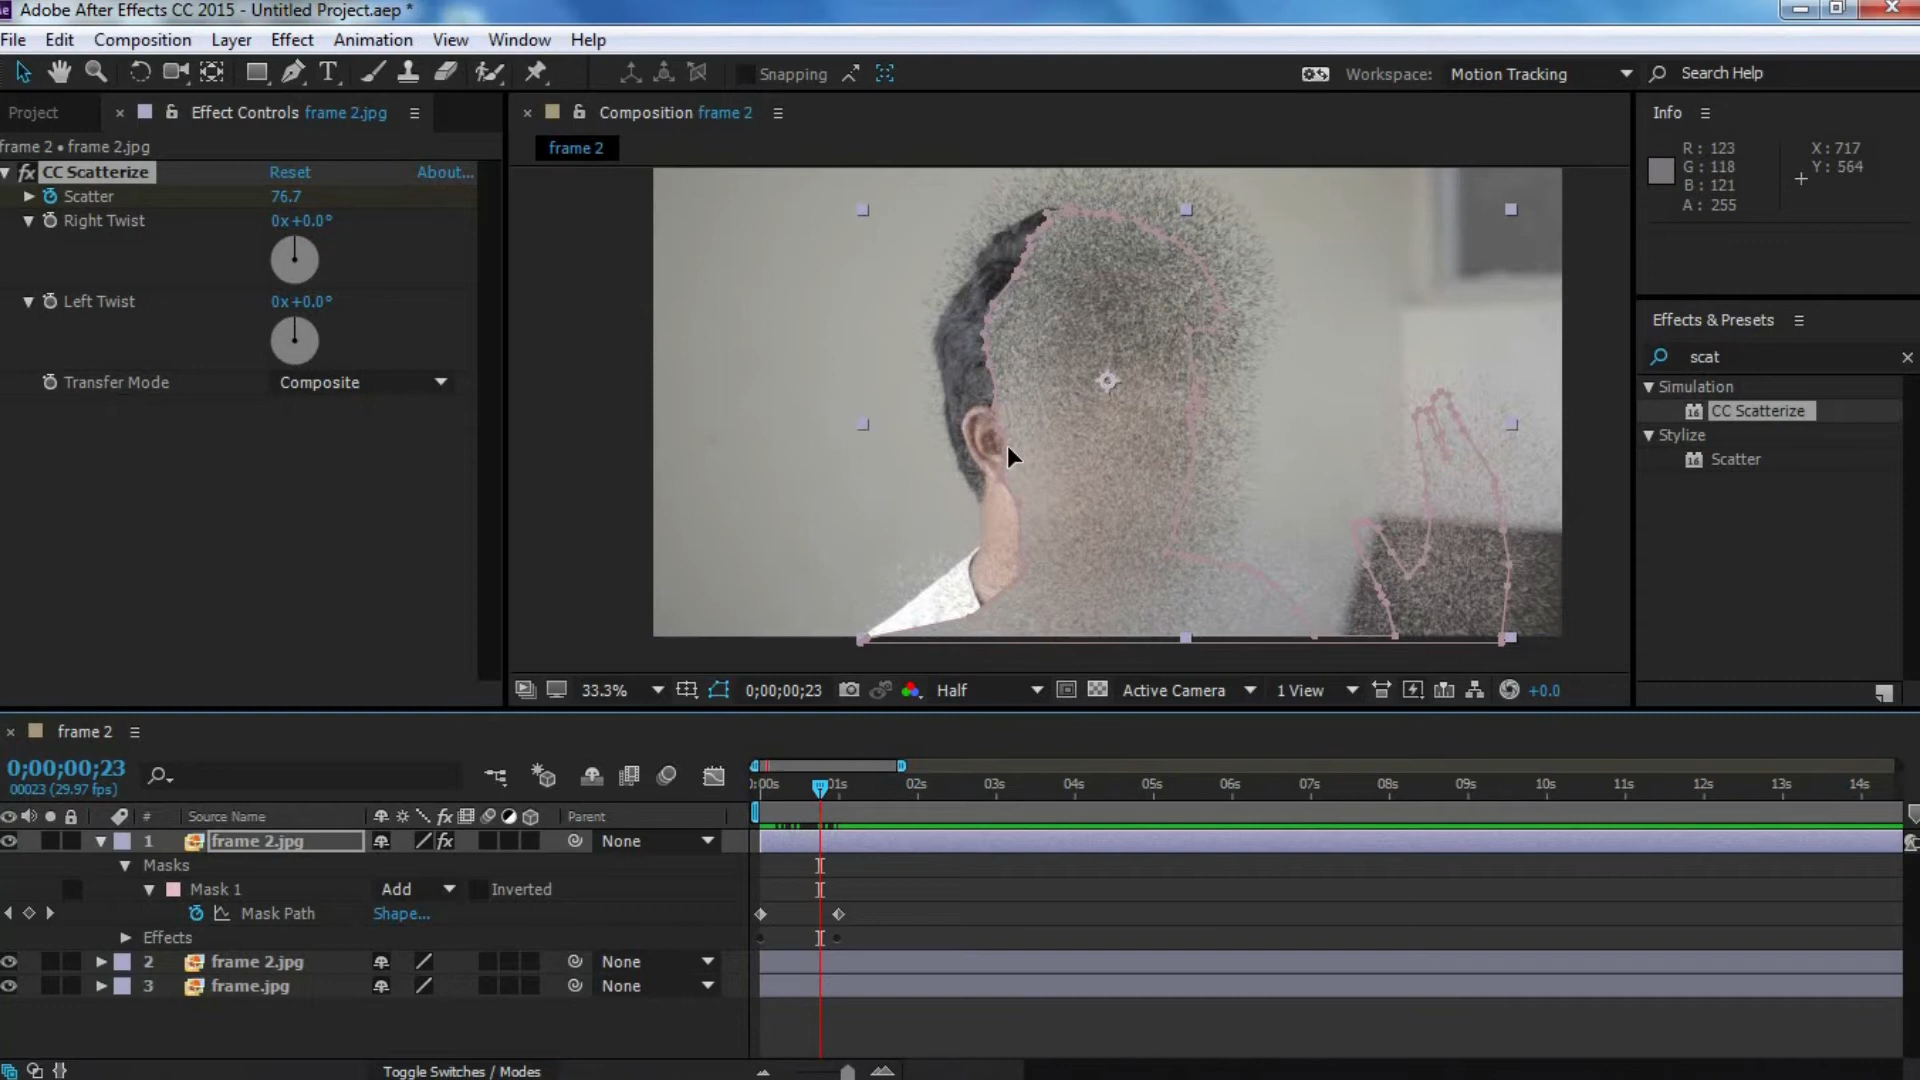 Adobe After Effects CC 2015 - Untitled Project.aep *
File Edit Composition Layer Effect Animation View Window Help
Snapping
Workspace: Motion Tracking
Search Help
Project
Effect Controls frame 2.jpg
frame 2 • frame 2.jpg
fx CC Scatterize Reset About...
Scatter 76.7
Right Twist 0x+0.0°
Left Twist 0x+0.0°
Transfer Mode Composite
Composition frame 2
frame 2
33.3% 0;00;00;23 Half Active Camera 1 View +0.0
Info
R: 123 X: 717
G: 118 Y: 564
B: 121
A: 255
Effects & Presets
scat
Simulation
CC Scatterize
Stylize
Scatter
frame 2
0;00;00;23
00023 (29.97 fps)
01s 02s 03s 04s 05s 06s 07s 08s 09s 10s 11s 12s 13s 14s
# Source Name fx Parent
1 frame 2.jpg fx None
Masks
Mask 1 Add Inverted
Mask Path Shape...
Effects
2 frame 2.jpg None
3 frame.jpg None
Toggle Switches / Modes